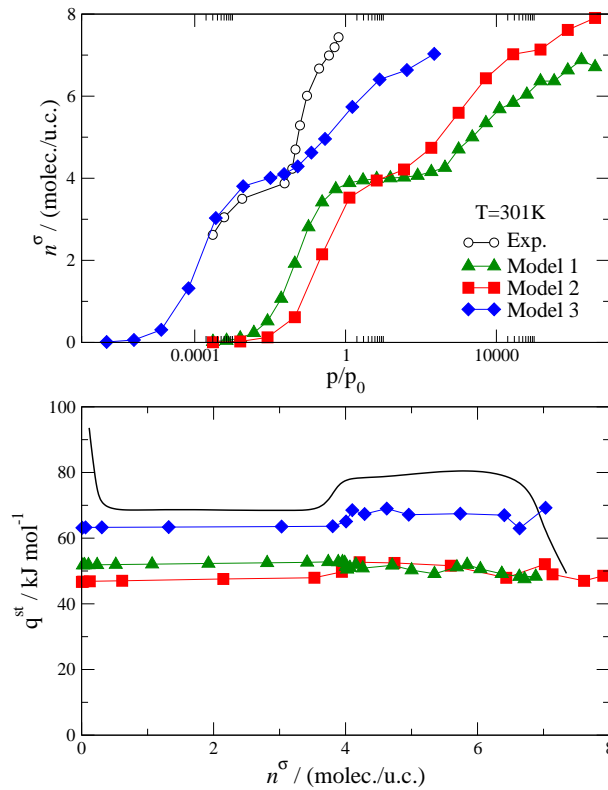 8
6
4
2
0
n^σ / (molec./u.c.)
T=301K
Exp.
Model 1
Model 2
Model 3
0.0001
1
10000
p/p_0
100
80
60
40
20
0
q^st / kJ mol^-1
0
2
4
6
8
n^σ / (molec./u.c.)